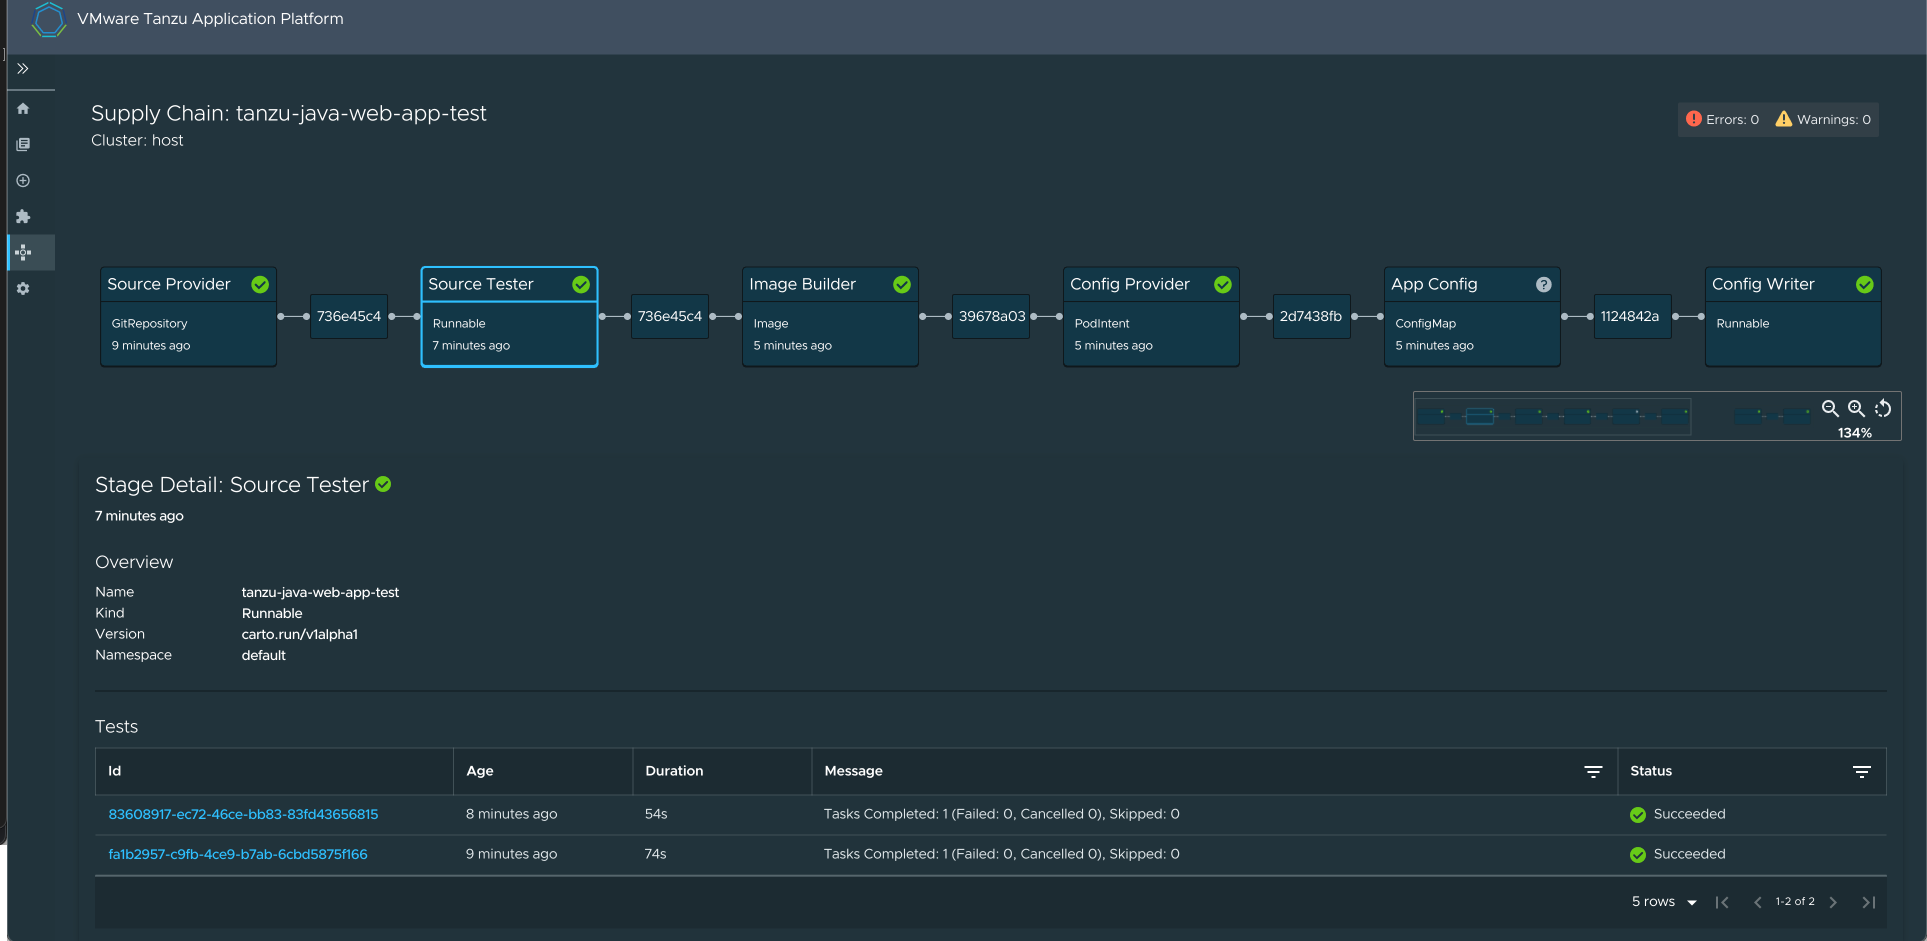 VMware Tanzu Application Platform
Supply Chain: tanzu-java-web-app-test
Cluster: host
Errors: 0 Warnings: 0
Source Provider
GitRepository
9 minutes ago
736e45c4
Source Tester
Runnable
7 minutes ago
736e45c4
Image Builder
Image
5 minutes ago
39678a03
Config Provider
PodIntent
5 minutes ago
2d7438fb
App Config
ConfigMap
5 minutes ago
1124842a
Config Writer
Runnable
134%
Stage Detail: Source Tester
7 minutes ago
Overview
Name tanzu-java-web-app-test
Kind Runnable
Version carto.run/v1alpha1
Namespace default
Tests
Id Age Duration Message Status
83608917-ec72-46ce-bb83-83fd43656815 8 minutes ago 54s Tasks Completed: 1 (Failed: 0, Cancelled 0), Skipped: 0 Succeeded
fa1b2957-c9fb-4ce9-b7ab-6cbd5875f166 9 minutes ago 74s Tasks Completed: 1 (Failed: 0, Cancelled 0), Skipped: 0 Succeeded
5 rows 1-2 of 2